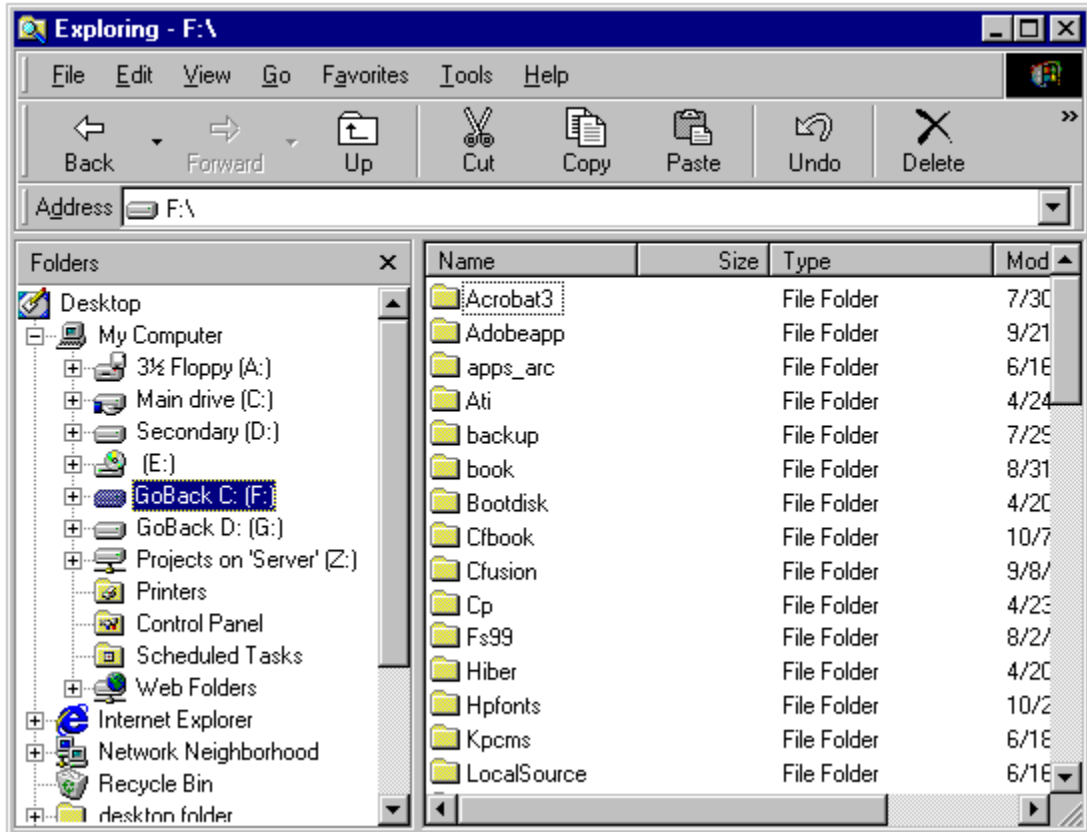 Exploring - F:\
File Edit View Go Favorites Tools Help
Back Forward Up Cut Copy Paste Undo Delete »
Address F:\
Folders
Desktop
My Computer
3½ Floppy (A:)
Main drive (C:)
Secondary (D:)
(E:)
GoBack C: (F:)
GoBack D: (G:)
Projects on 'Server' (Z:)
Printers
Control Panel
Scheduled Tasks
Web Folders
Internet Explorer
Network Neighborhood
Recycle Bin
desktop folder
Name Size Type Mod
Acrobat3 File Folder 7/30
Adobeapp File Folder 9/21
apps_arc File Folder 6/18
Ati File Folder 4/24
backup File Folder 7/29
book File Folder 8/31
Bootdisk File Folder 4/20
Cfbook File Folder 10/7
Cfusion File Folder 9/8/
Cp File Folder 4/23
Fs99 File Folder 8/2/
Hiber File Folder 4/20
Hpfonts File Folder 10/2
Kpcms File Folder 6/18
LocalSource File Folder 6/18